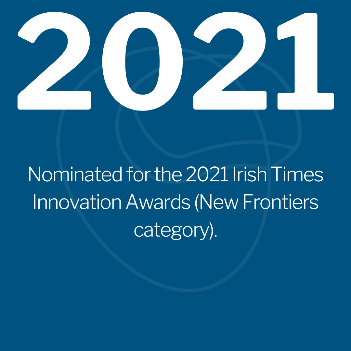 2021
Nominated for the 2021 Irish Times
Innovation Awards (New Frontiers
category).